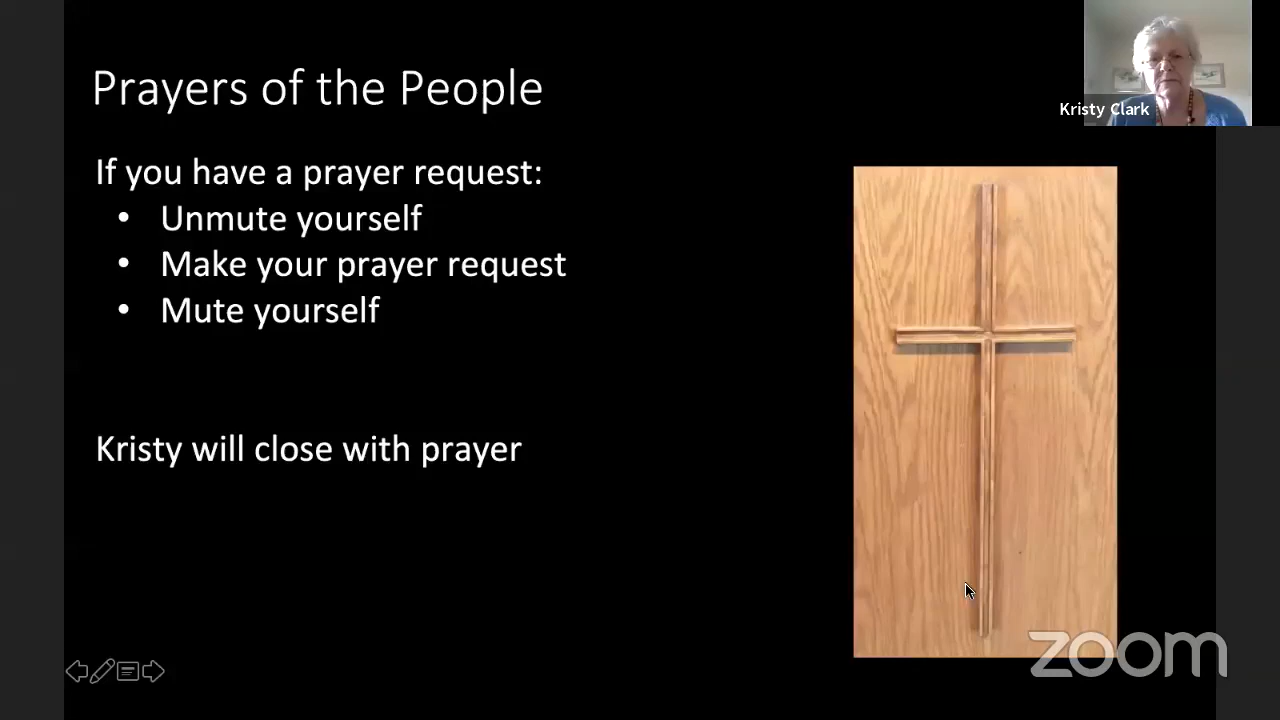 Prayers of the People
Kristy Clark
If you have a prayer request:
• Unmute yourself
• Make your prayer request
• Mute yourself
Kristy will close with prayer
zoom